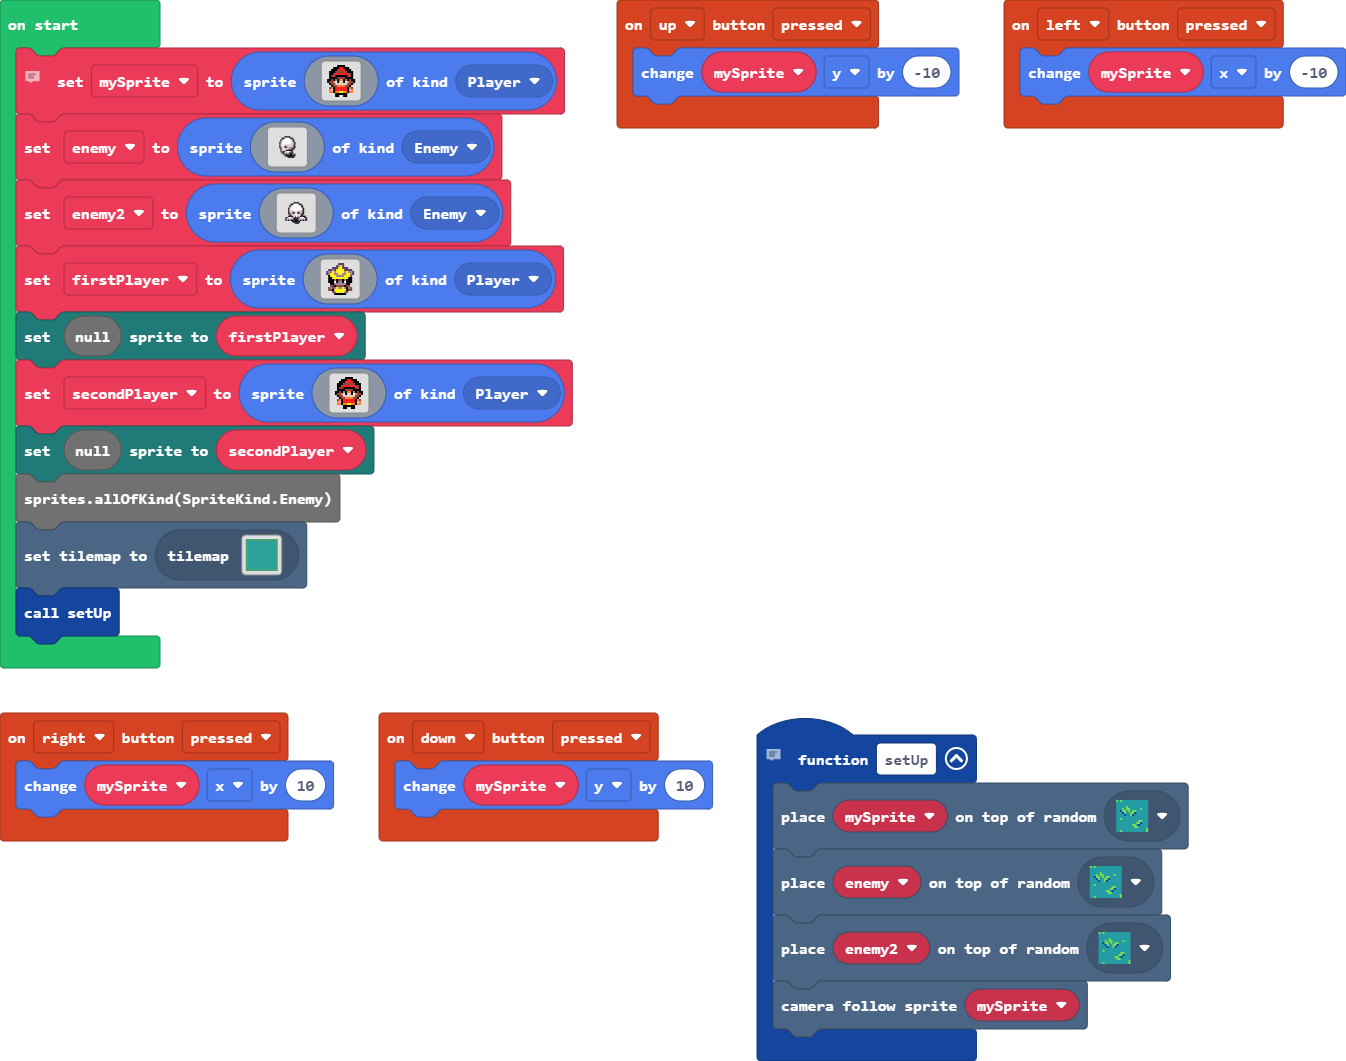 on start
set mySprite to sprite of kind Player
set enemy to sprite of kind Enemy
set enemy2 to sprite of kind Enemy
set firstPlayer to sprite of kind Player
set null sprite to firstPlayer
set secondPlayer to sprite of kind Player
set null sprite to secondPlayer
sprites.allOfKind(SpriteKind.Enemy)
set tilemap to tilemap
call setUp
on up button pressed
change mySprite y by -10
on left button pressed
change mySprite x by -10
on right button pressed
change mySprite x by 10
on down button pressed
change mySprite y by 10
function setUp
place mySprite on top of random
place enemy on top of random
place enemy2 on top of random
camera follow sprite mySprite